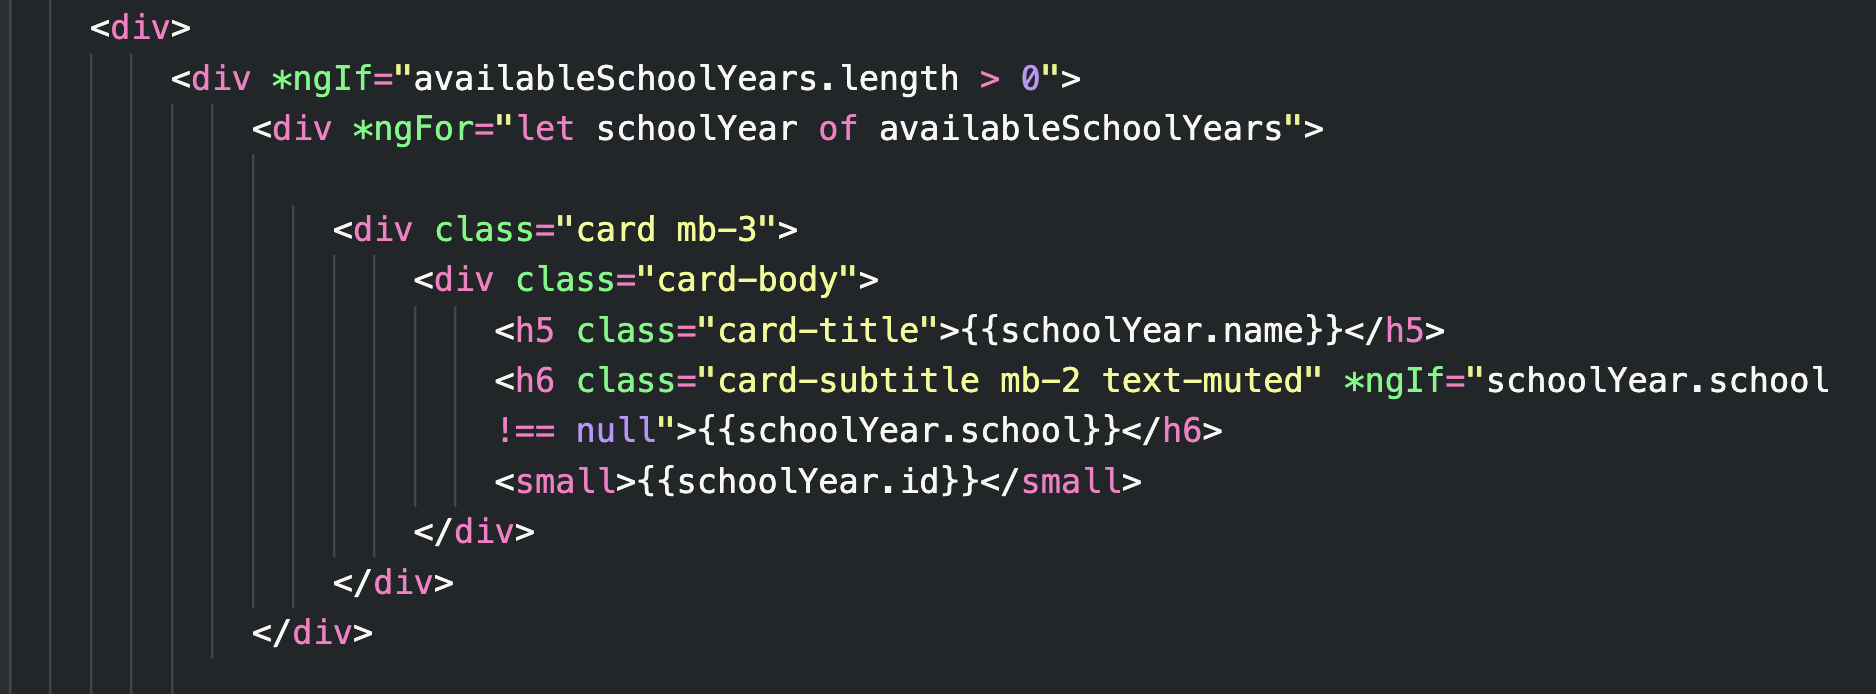 <div>
<div *ngIf="availableSchoolYears.length > 0">
<div *ngFor="let schoolYear of availableSchoolYears">
<div class="card mb-3">
<div class="card-body">
<h5 class="card-title">{{schoolYear.name}}</h5>
<h6 class="card-subtitle mb-2 text-muted" *ngIf="schoolYear.school
!== null">{{schoolYear.school}}</h6>
<small>{{schoolYear.id}}</small>
</div>
</div>
</div>